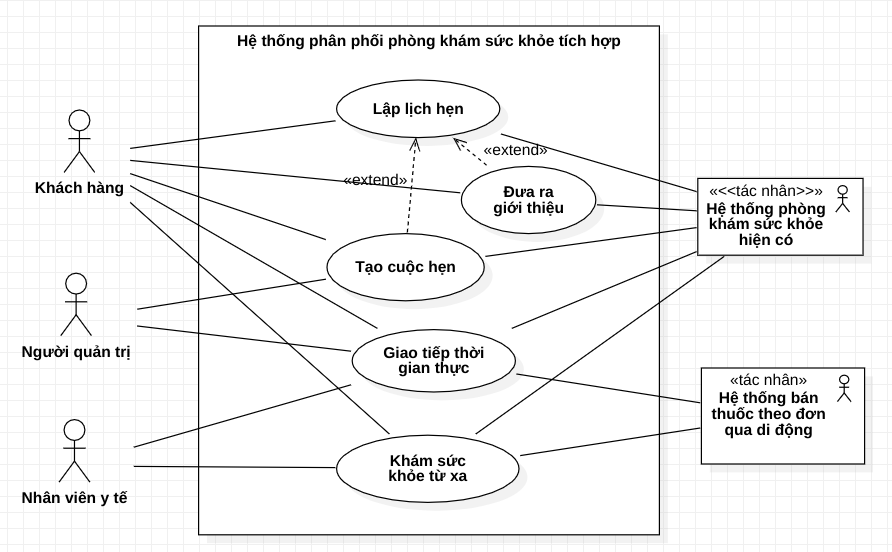 Hệ thống phân phối phòng khám sức khỏe tích hợp
Lập lịch hẹn
«extend»
Khách hàng
«extend»
Đưa ra
giới thiệu
«<<tác nhân>>»
Hệ thống phòng
khám sức khỏe
hiện có
Tạo cuộc hẹn
Người quản trị
Giao tiếp thời
gian thực
«tác nhân»
Hệ thống bán
thuốc theo đơn
qua di động
Khám sức
khỏe từ xa
Nhân viên y tế